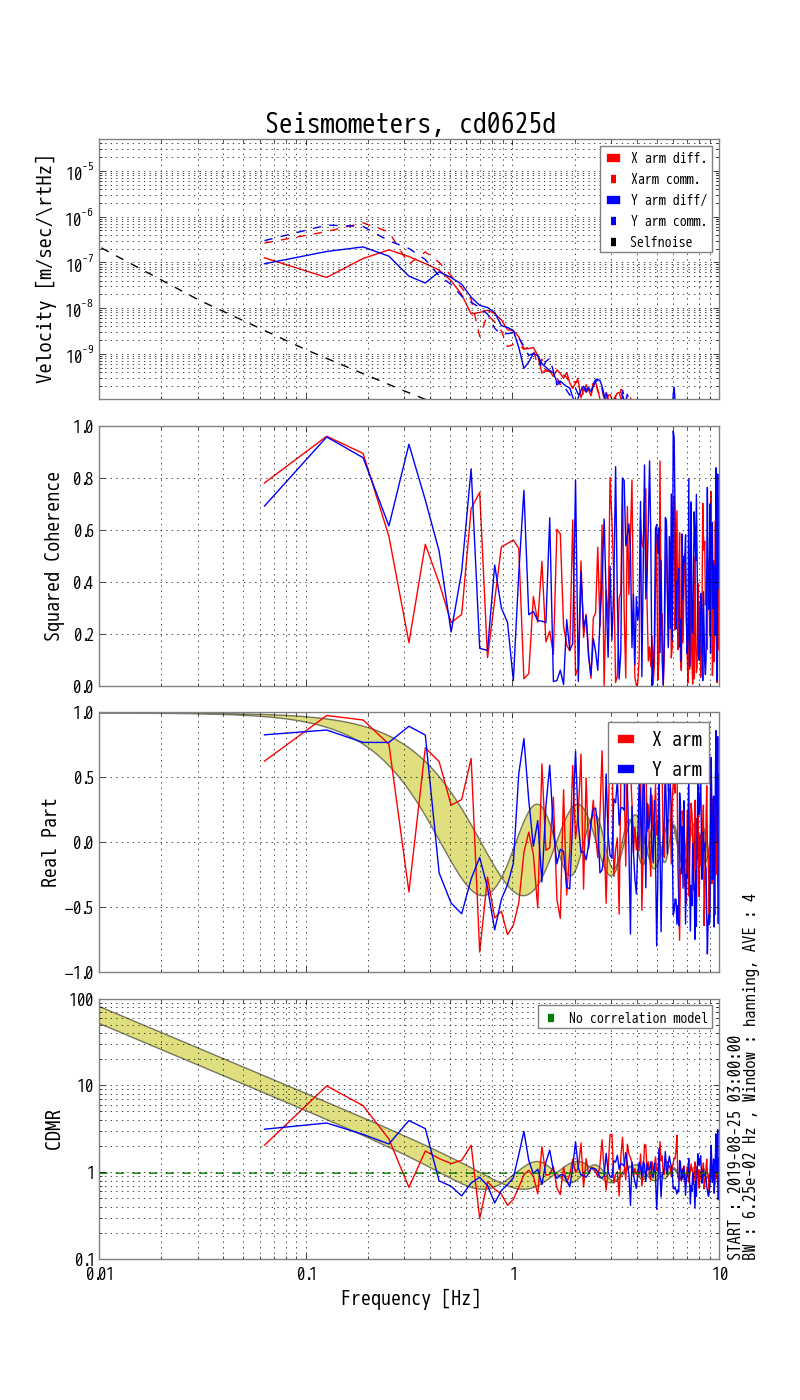 Seismometers, cd0625d
Velocity [m/sec/\rtHz]
10^-5
10^-6
10^-7
10^-8
10^-9
X arm diff.
Xarm comm.
Y arm diff/
Y arm comm.
Selfnoise
Squared Coherence
1.0
0.8
0.6
0.4
0.2
0.0
Real Part
1.0
0.5
0.0
−0.5
−1.0
X arm
Y arm
CDMR
100
10
1
0.1
No correlation model
0.01
0.1
1
10
Frequency [Hz]
START : 2019-08-25 03:00:00
BW : 6.25e-02 Hz , Window : hanning, AVE : 4